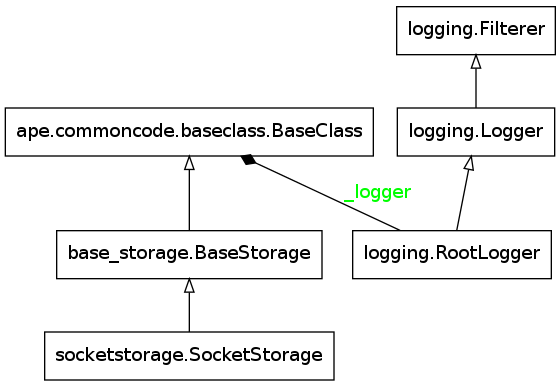 logging.Filterer
ape.commoncode.baseclass.BaseClass
logging.Logger
_logger
base_storage.BaseStorage
logging.RootLogger
socketstorage.SocketStorage